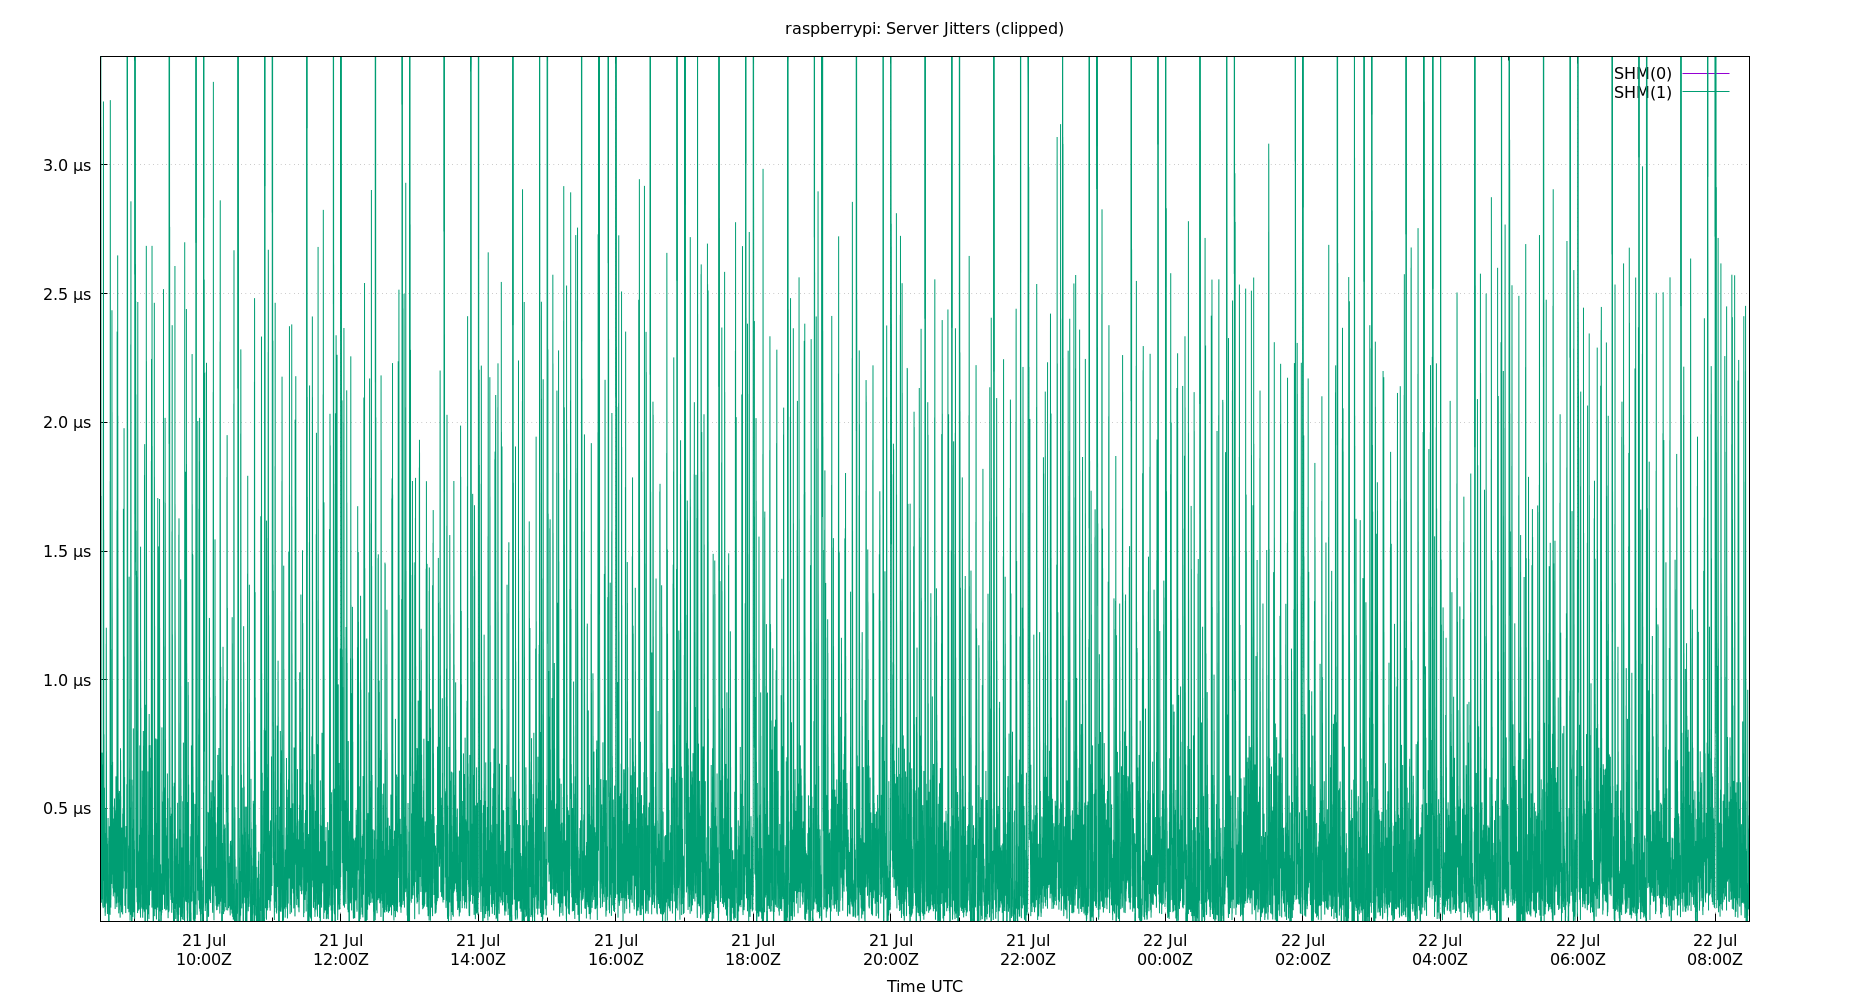 raspberrypi: Server Jitters (clipped)
SHM(0)
SHM(1)
3.0 µs
2.5 µs
2.0 µs
1.5 µs
1.0 µs
0.5 µs
21 Jul 21 Jul 21 Jul 21 Jul 21 Jul 21 Jul 21 Jul 22 Jul 22 Jul 22 Jul 22 Jul 22 Jul
10:00Z 12:00Z 14:00Z 16:00Z 18:00Z 20:00Z 22:00Z 00:00Z 02:00Z 04:00Z 06:00Z 08:00Z
Time UTC